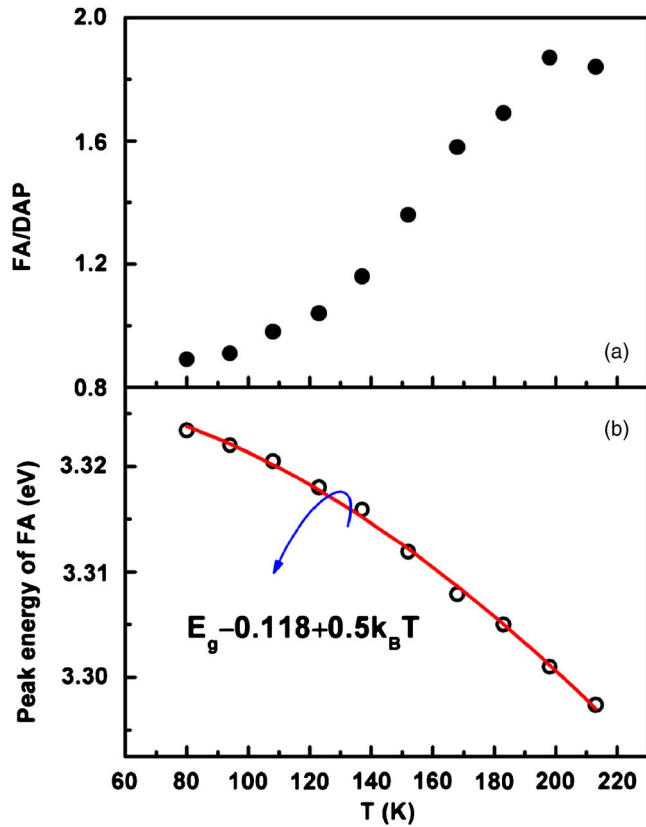 2.0
1.6
1.2
0.8
FA/DAP
(a)
(b)
3.32
3.31
3.30
Peak energy of FA (eV)
E_g−0.118+0.5k_BT
60 80 100 120 140 160 180 200 220
T (K)